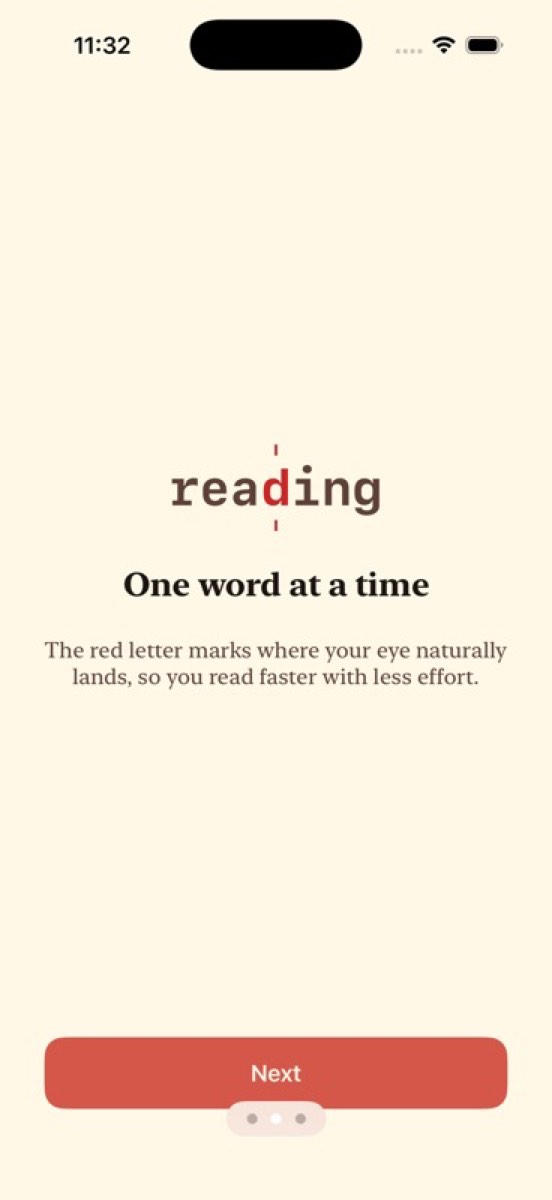 11:32
reading
One word at a time
The red letter marks where your eye naturally
lands, so you read faster with less effort.
Next